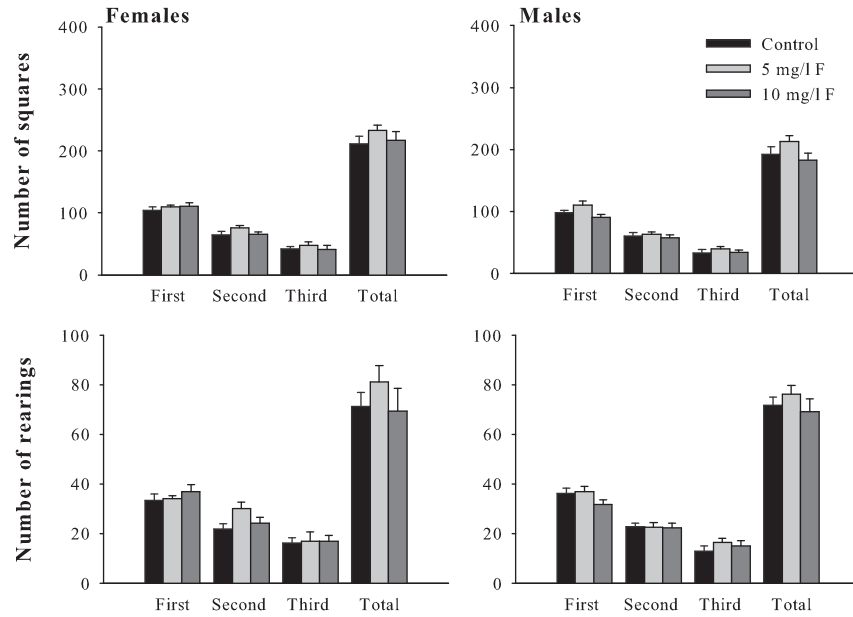 Females
Males
400
300
200
100
0
Number of squares
First Second Third Total
400
300
200
100
0
Control
5 mg/l F
10 mg/l F
First Second Third Total
100
80
60
40
20
0
Number of rearings
First Second Third Total
100
80
60
40
20
0
First Second Third Total